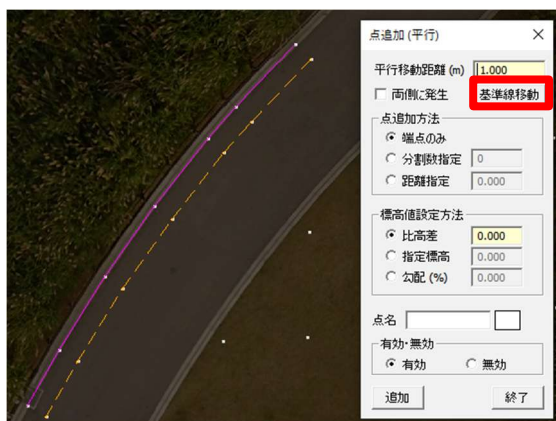 点追加 (平行)
平行移動距離 (m) 1.000
両側に発生 基準線移動
点追加方法
端点のみ
分割数指定 0
距離指定 0.000
標高値設定方法
比高差 0.000
指定標高 0.000
勾配 (%) 0.000
点名
有効・無効
有効 無効
追加 終了